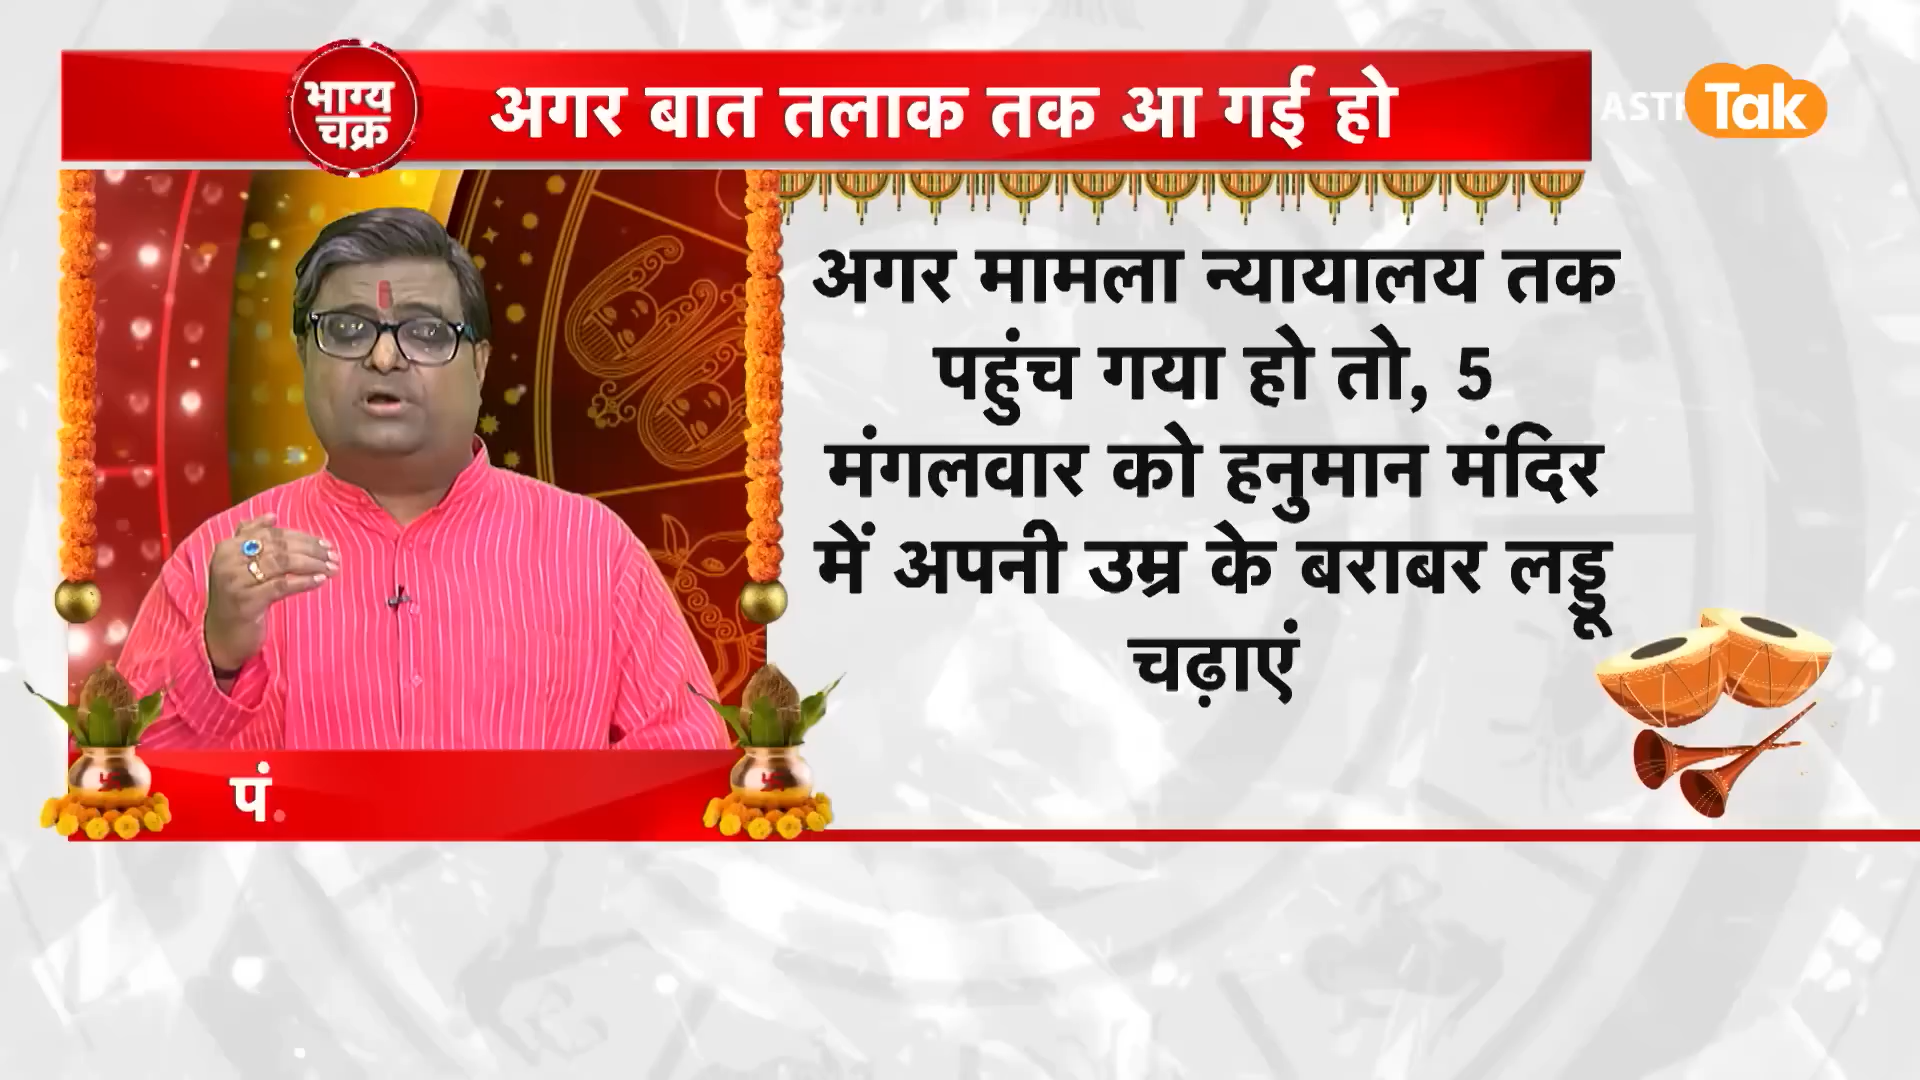 भाग्य
चक्र
अगर बात तलाक तक आ गई हो
Tak
अगर मामला न्यायालय तक
पहुंच गया हो तो, 5
मंगलवार को हनुमान मंदिर
में अपनी उम्र के बराबर लड्डू
चढ़ाएं
पं.